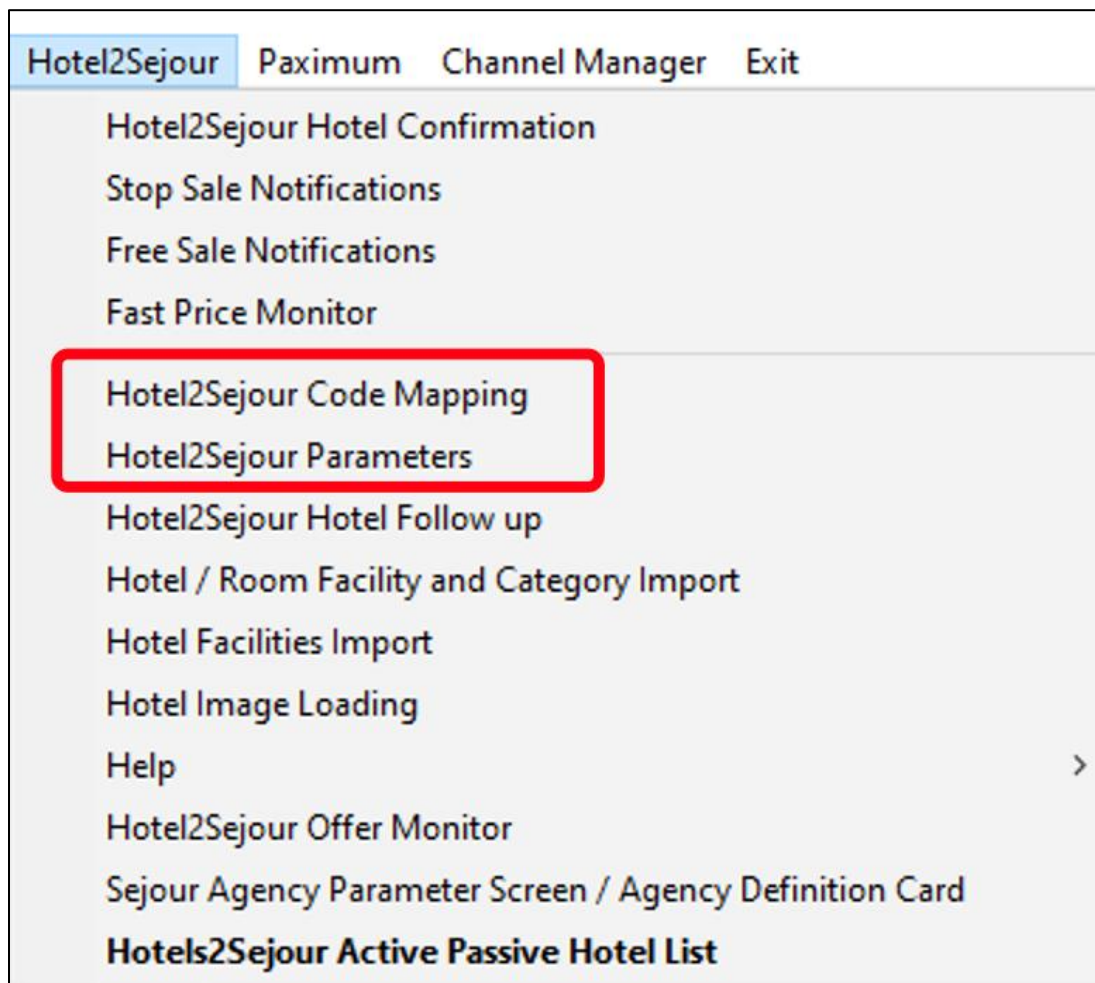 Hotel2Sejour Paximum Channel Manager Exit
Hotel2Sejour Hotel Confirmation
Stop Sale Notifications
Free Sale Notifications
Fast Price Monitor
Hotel2Sejour Code Mapping
Hotel2Sejour Parameters
Hotel2Sejour Hotel Follow up
Hotel / Room Facility and Category Import
Hotel Facilities Import
Hotel Image Loading
Help
Hotel2Sejour Offer Monitor
Sejour Agency Parameter Screen / Agency Definition Card
Hotels2Sejour Active Passive Hotel List